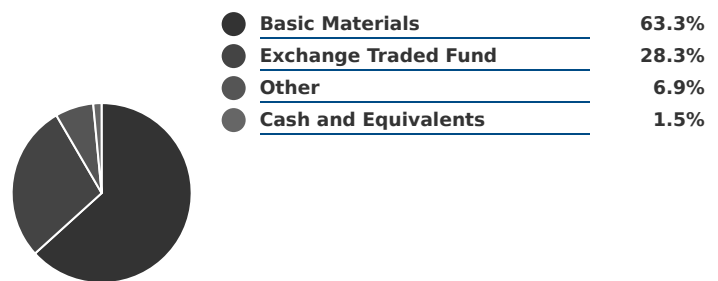 Basic Materials 63.3%
Exchange Traded Fund 28.3%
Other 6.9%
Cash and Equivalents 1.5%